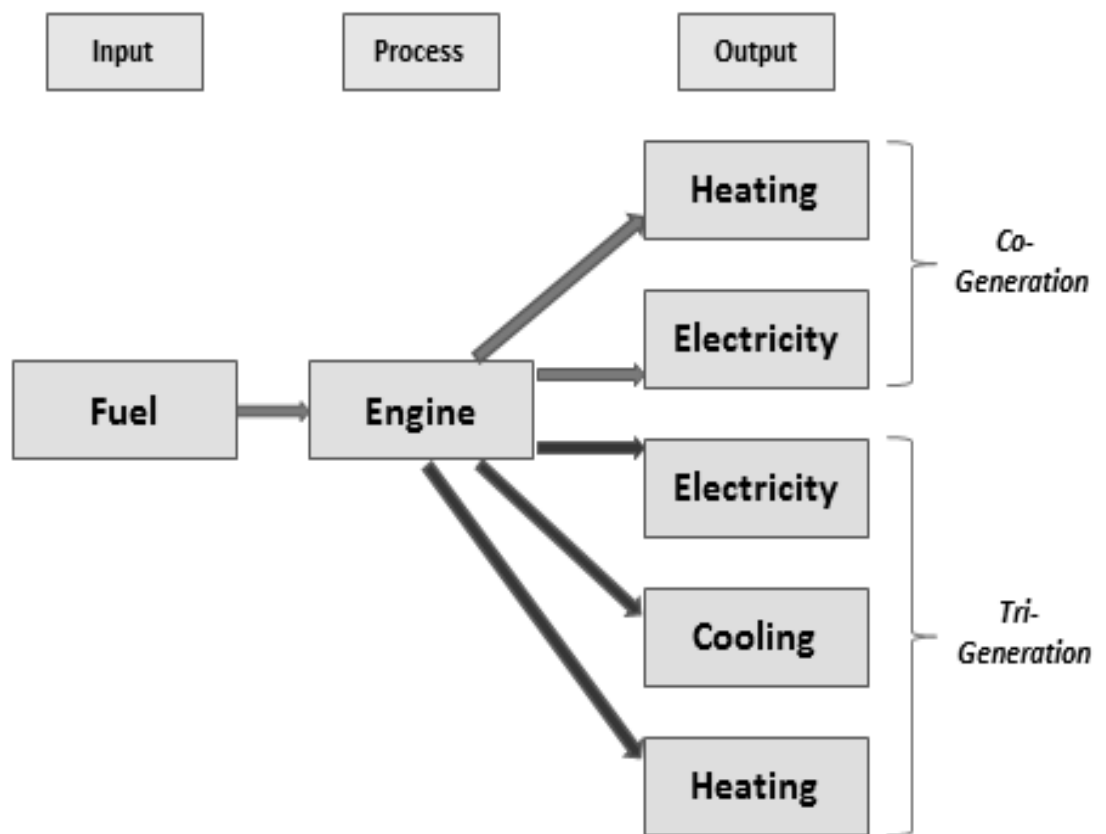 Input
Process
Output
Heating
Co-
Generation
Electricity
Fuel
Engine
Electricity
Cooling
Tri-
Generation
Heating